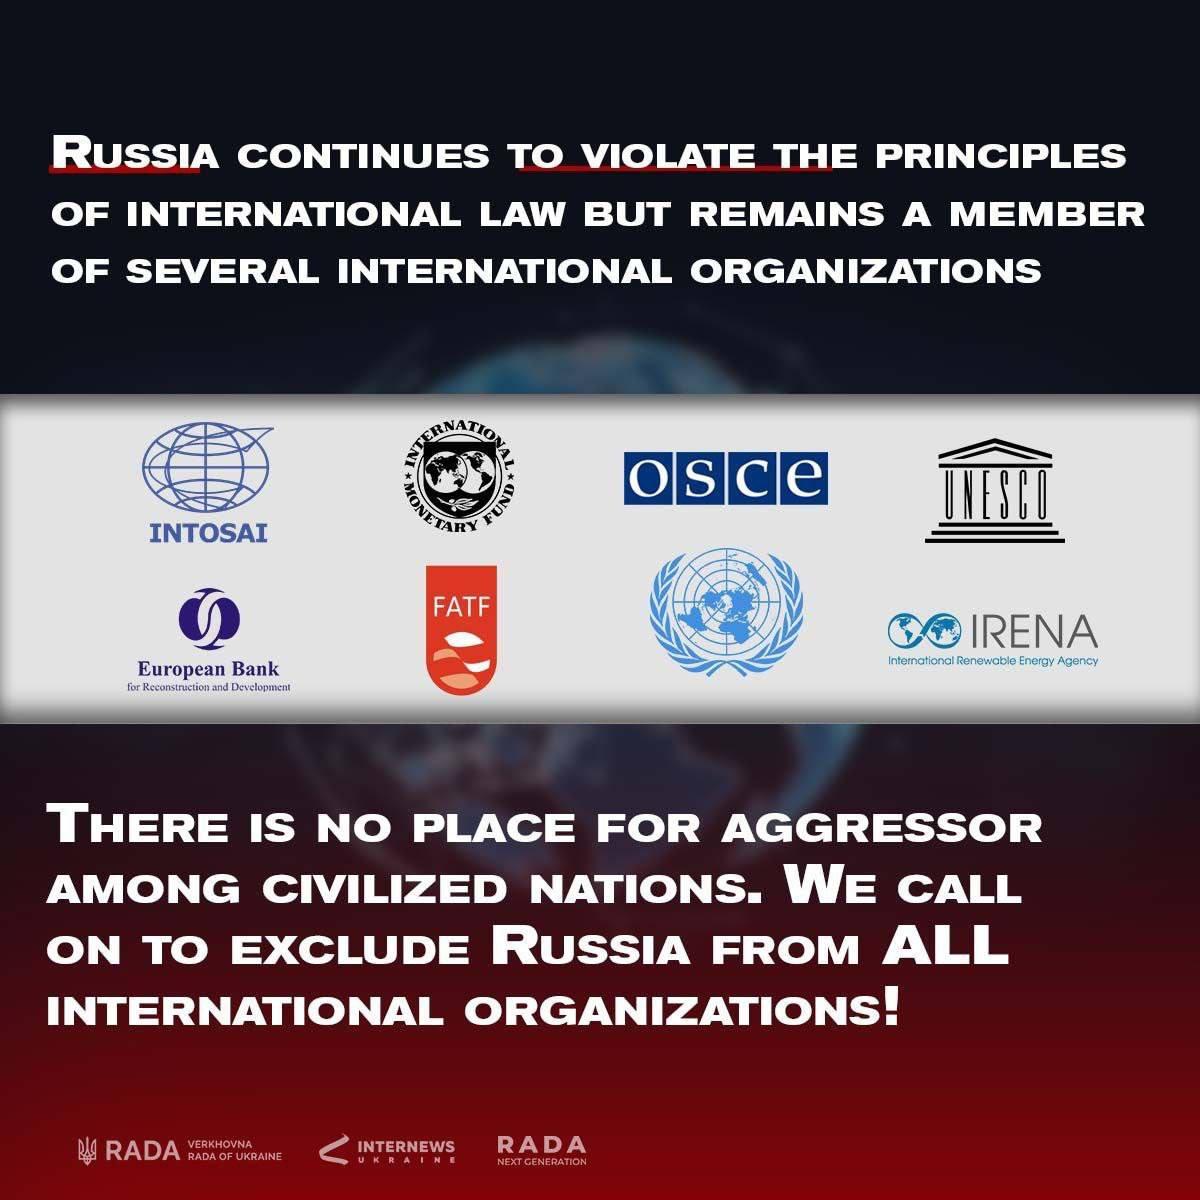 Russia continues to violate the principles
of international law but remains a member
of several international organizations
INTOSAI
INTERNATIONAL MONETARY FUND
osce
UNESCO
European Bank
for Reconstruction and Development
FATF
IRENA
International Renewable Energy Agency
There is no place for aggressor
among civilized nations. We call
on to exclude Russia from ALL
international organizations!
RADA VERKHOVNA
RADA OF UKRAINE
INTERNEWS
UKRAINE
RADA
NEXT GENERATION